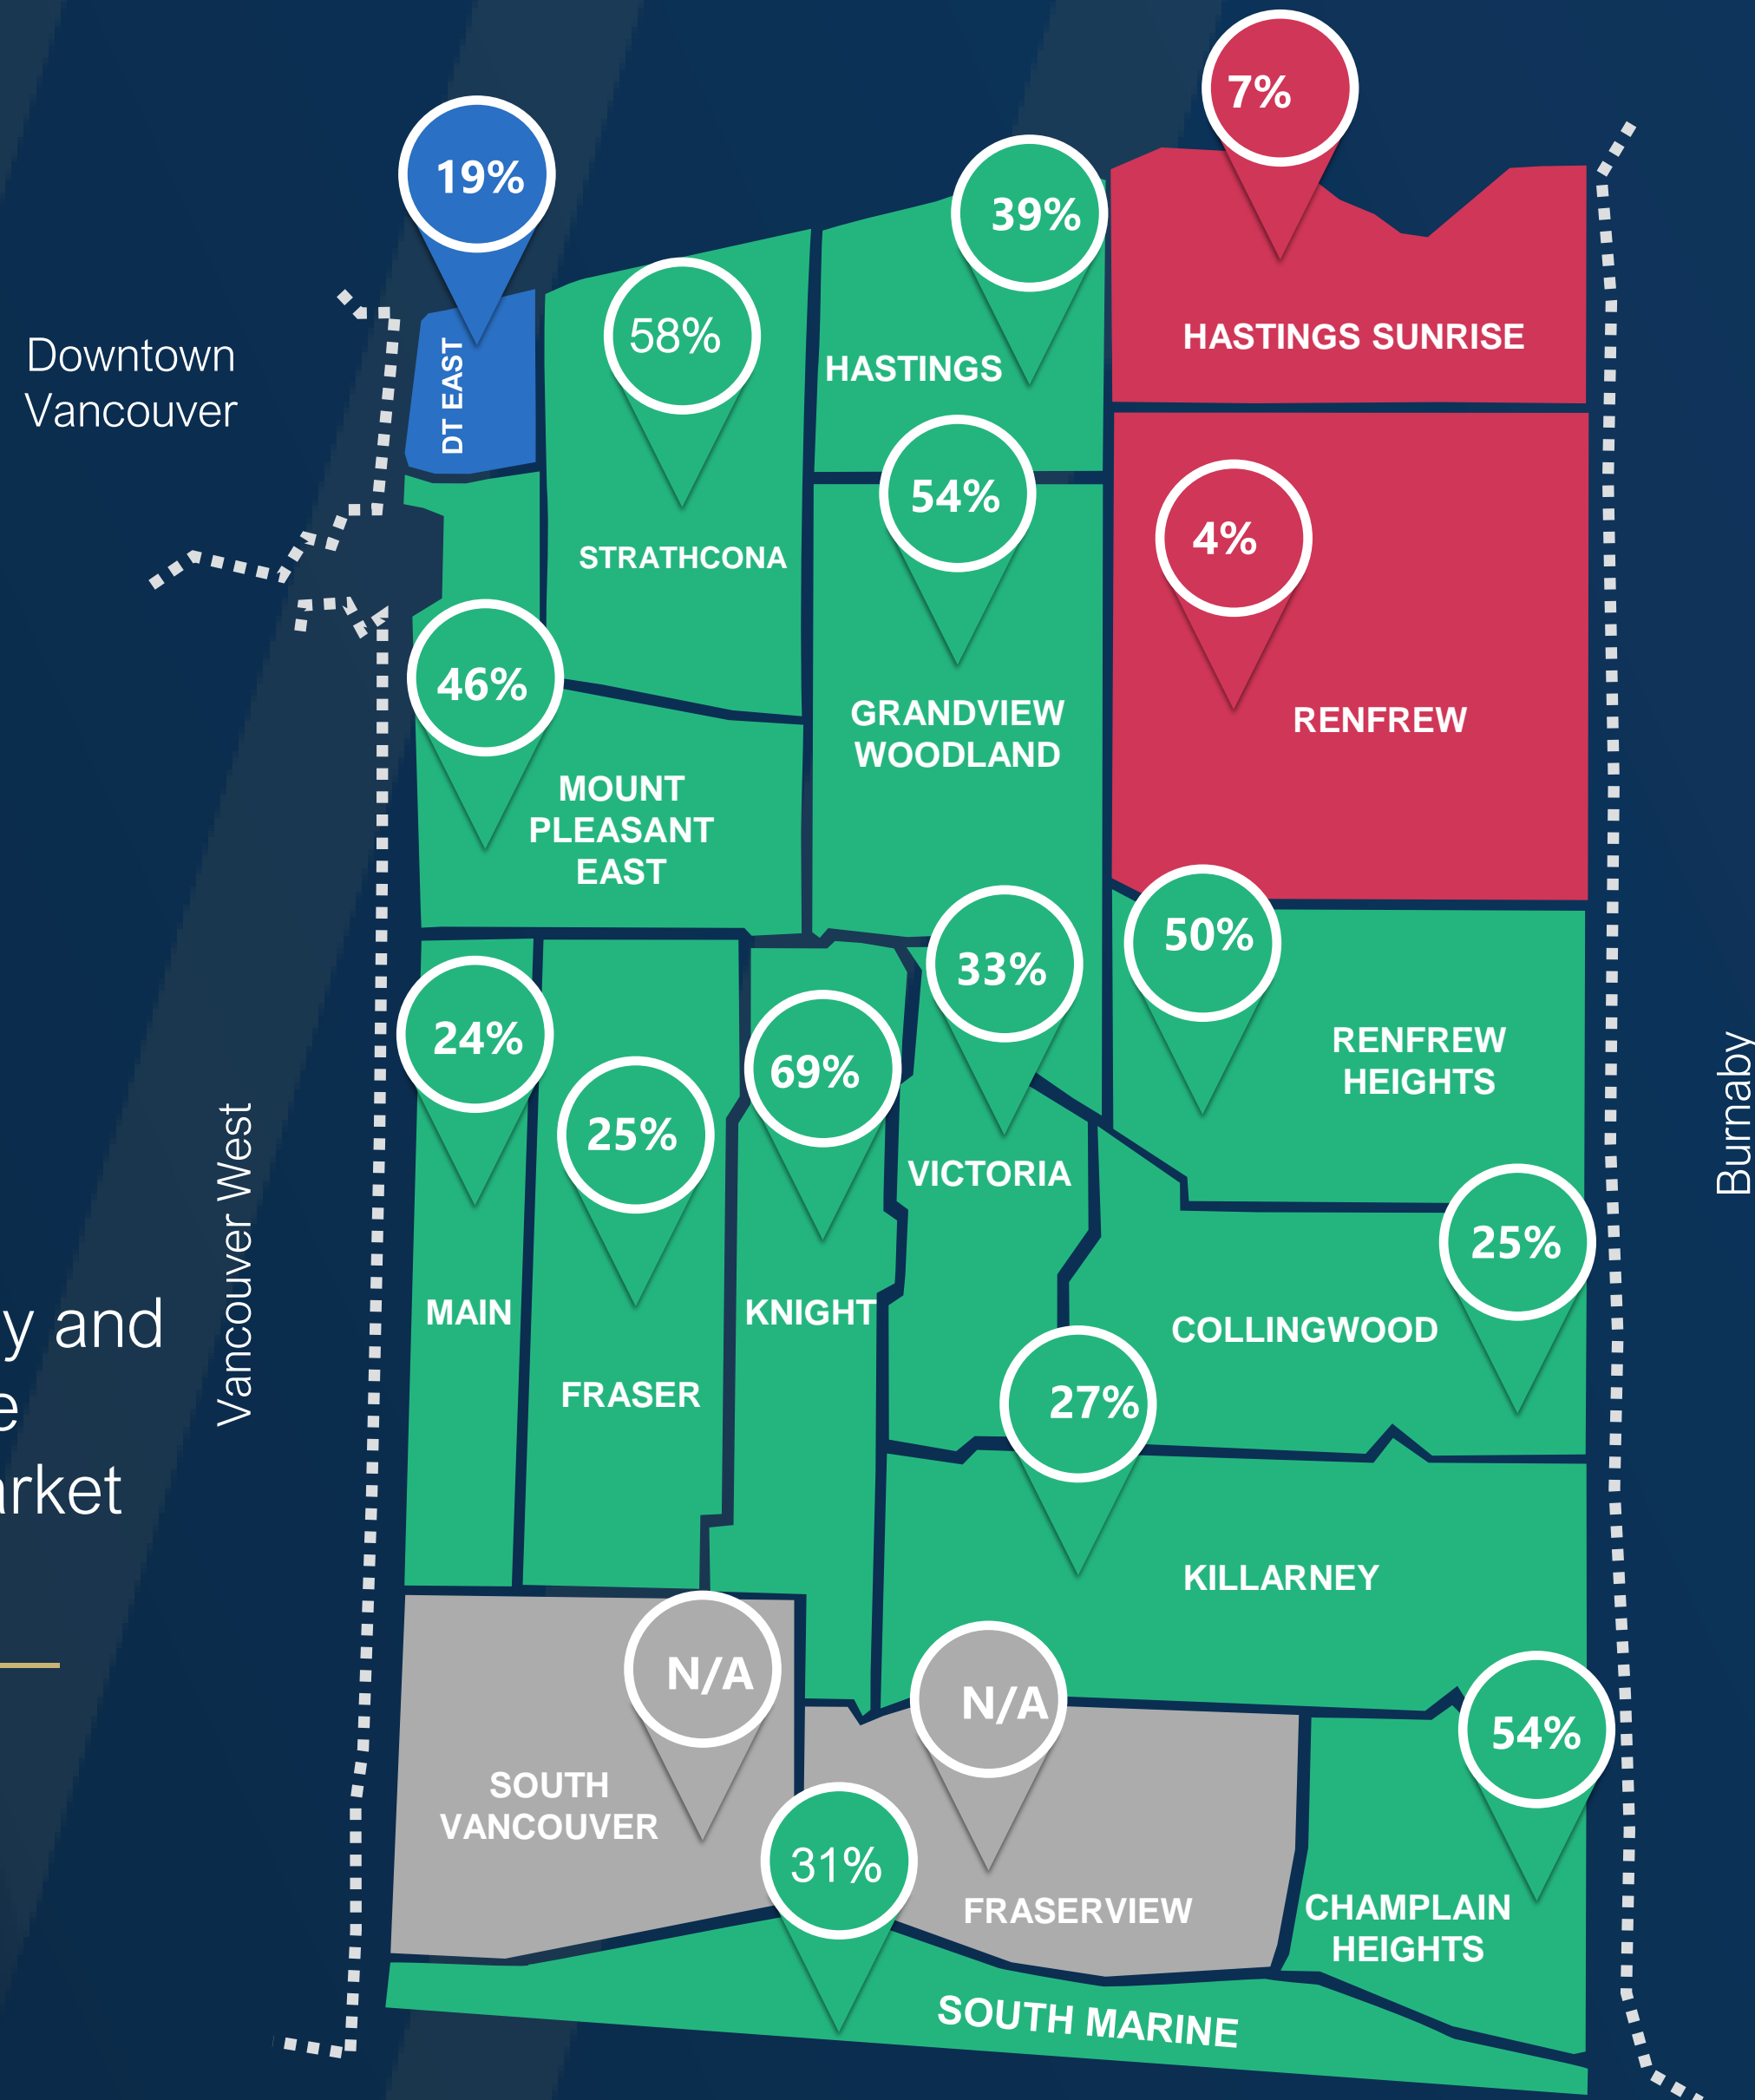 7%
19%
39%
58%
HASTINGS SUNRISE
Downtown
Vancouver
DT EAST
HASTINGS
54%
4%
STRATHCONA
46%
GRANDVIEW
WOODLAND
RENFREW
MOUNT
PLEASANT
EAST
50%
33%
24%
69%
25%
RENFREW
HEIGHTS
Burnaby
Vancouver West
VICTORIA
25%
MAIN
KNIGHT
COLLINGWOOD
y and
FRASER
27%
e
arket
KILLARNEY
N/A
N/A
54%
SOUTH
VANCOUVER
31%
FRASERVIEW
CHAMPLAIN
HEIGHTS
SOUTH MARINE